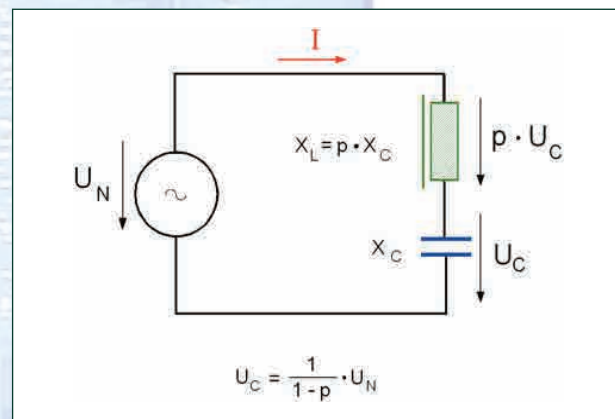 I
X_L = p · X_C
p · U_C
U_N
~
X_C
U_C
U_C = 1/(1 - p) · U_N